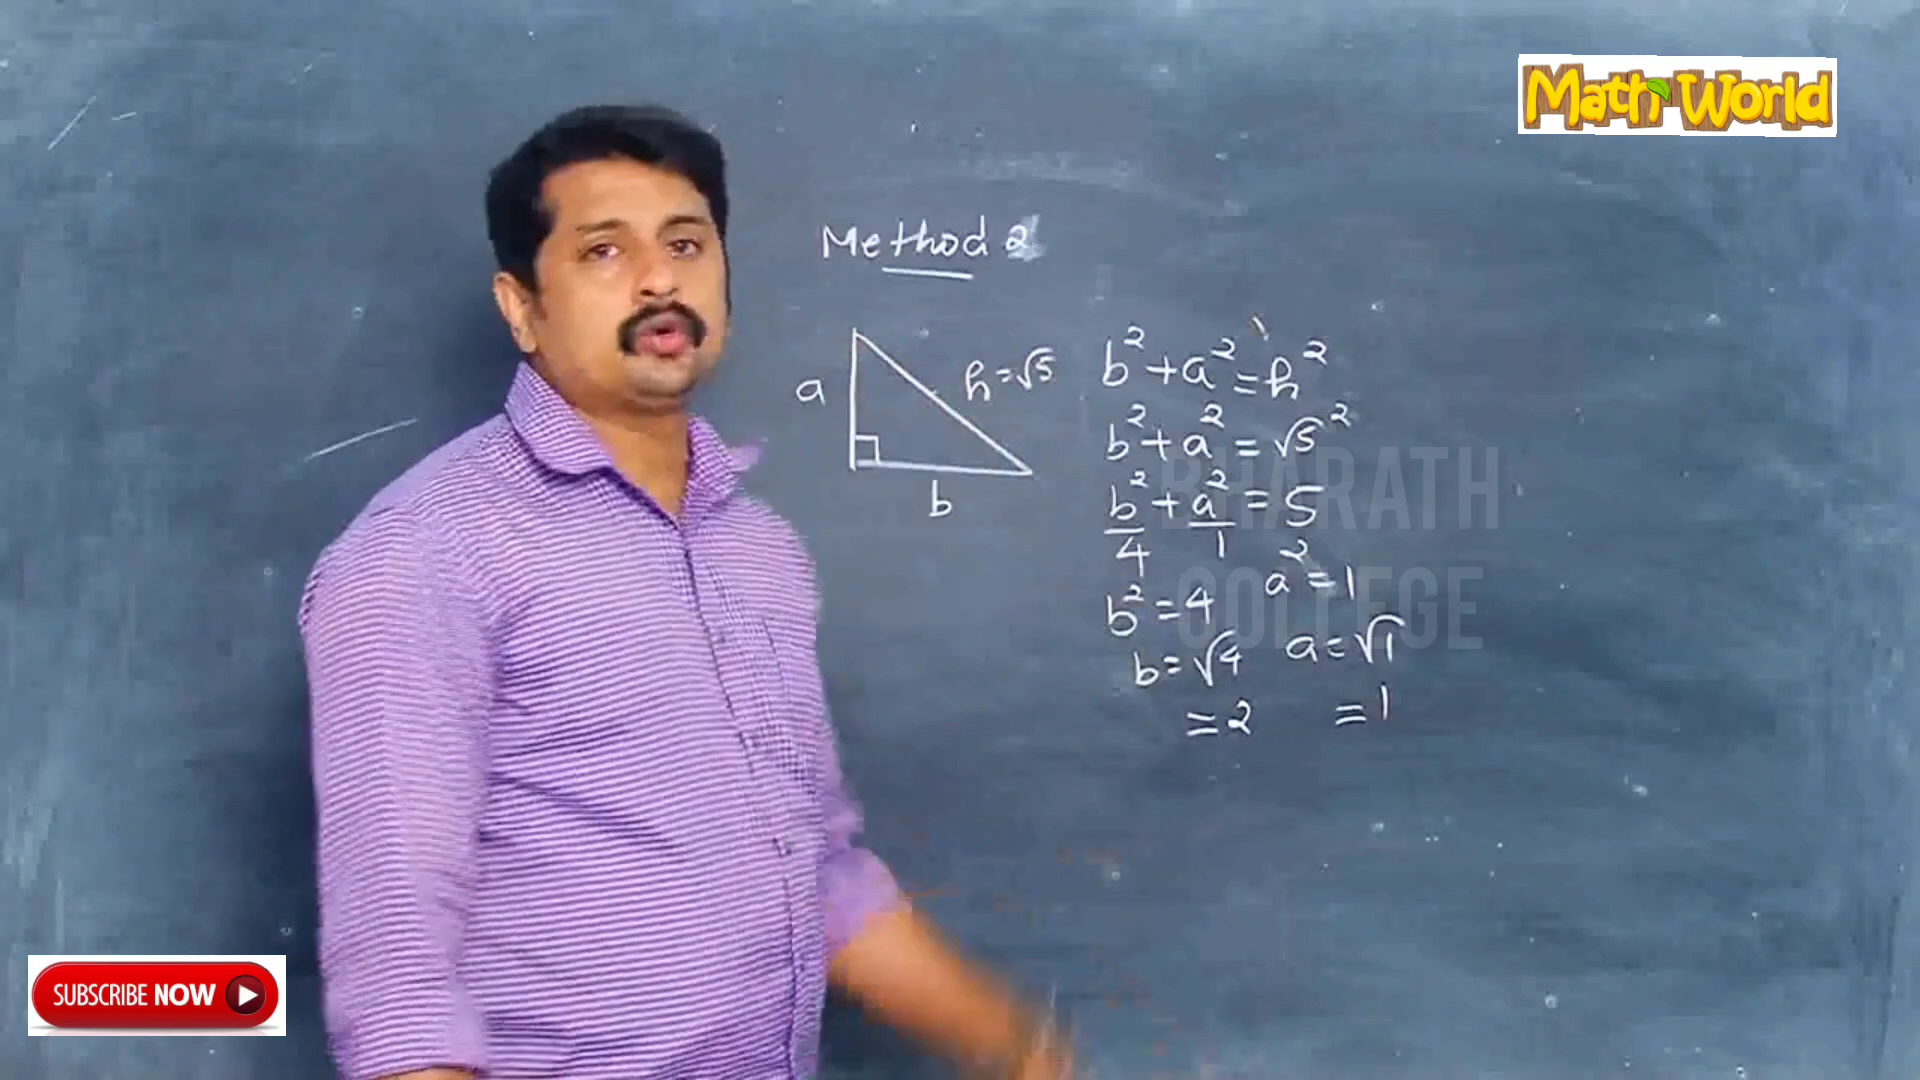 Math World
Method 2
a
h=√5
b
b²+a²=h²
b²+a²=√5²
b²/4+a²/1=5
b²=4 a²=1
b=√4 a=√1
=2 =1
BHARATH
COLLEGE
SUBSCRIBE NOW